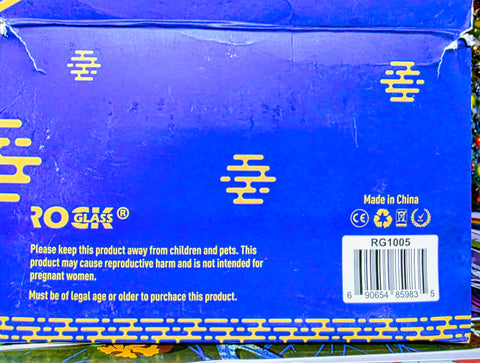 ROCK
GLASS®
Please keep this product away from children and pets. This
product may cause reproductive harm and is not intended for
pregnant women.
Must be of legal age or older to purchace this product.
Made in China
CE
RG1005
6 90654 85983 5